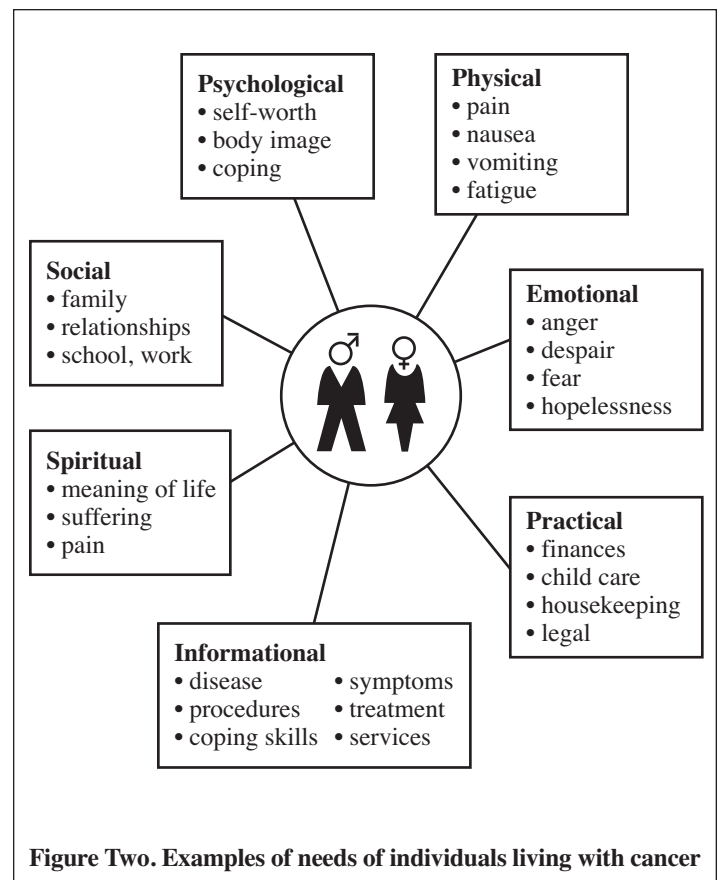 Psychological
• self-worth
• body image
• coping
Physical
• pain
• nausea
• vomiting
• fatigue
Social
• family
• relationships
• school, work
Emotional
• anger
• despair
• fear
• hopelessness
Spiritual
• meaning of life
• suffering
• pain
Practical
• finances
• child care
• housekeeping
• legal
Informational
• disease • symptoms
• procedures • treatment
• coping skills • services
Figure Two. Examples of needs of individuals living with cancer